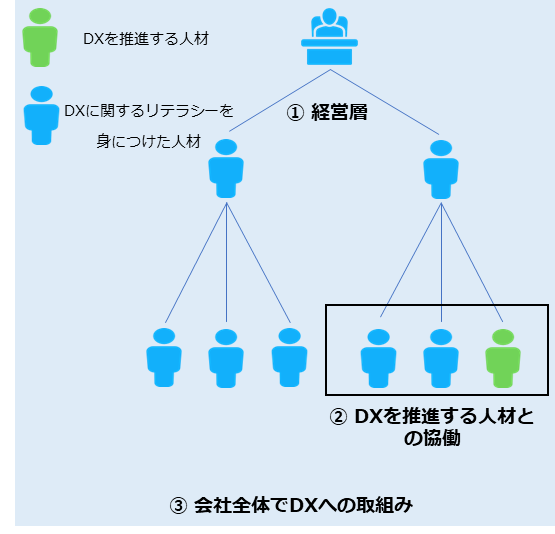 DXを推進する人材
DXに関するリテラシーを
身につけた人材
① 経営層
② DXを推進する人材と
の協働
③ 会社全体でDXへの取組み